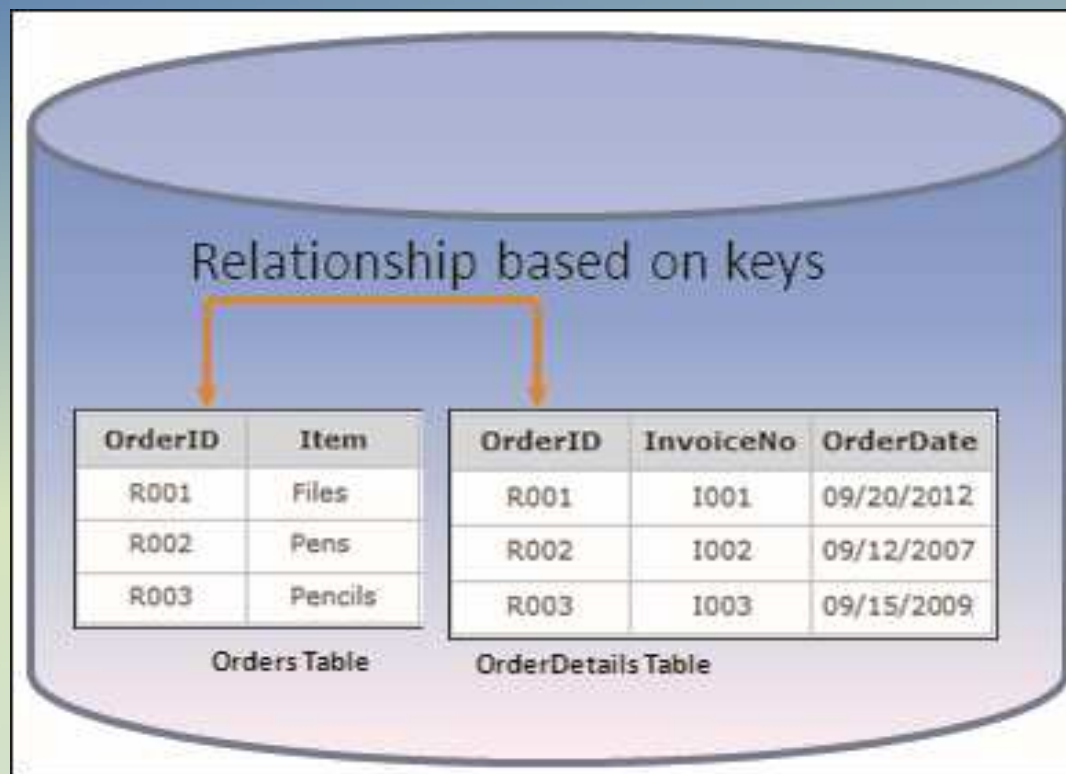 Relationship based on keys
OrderID Item
R001 Files
R002 Pens
R003 Pencils
Orders Table
OrderID InvoiceNo OrderDate
R001 I001 09/20/2012
R002 I002 09/12/2007
R003 I003 09/15/2009
OrderDetails Table